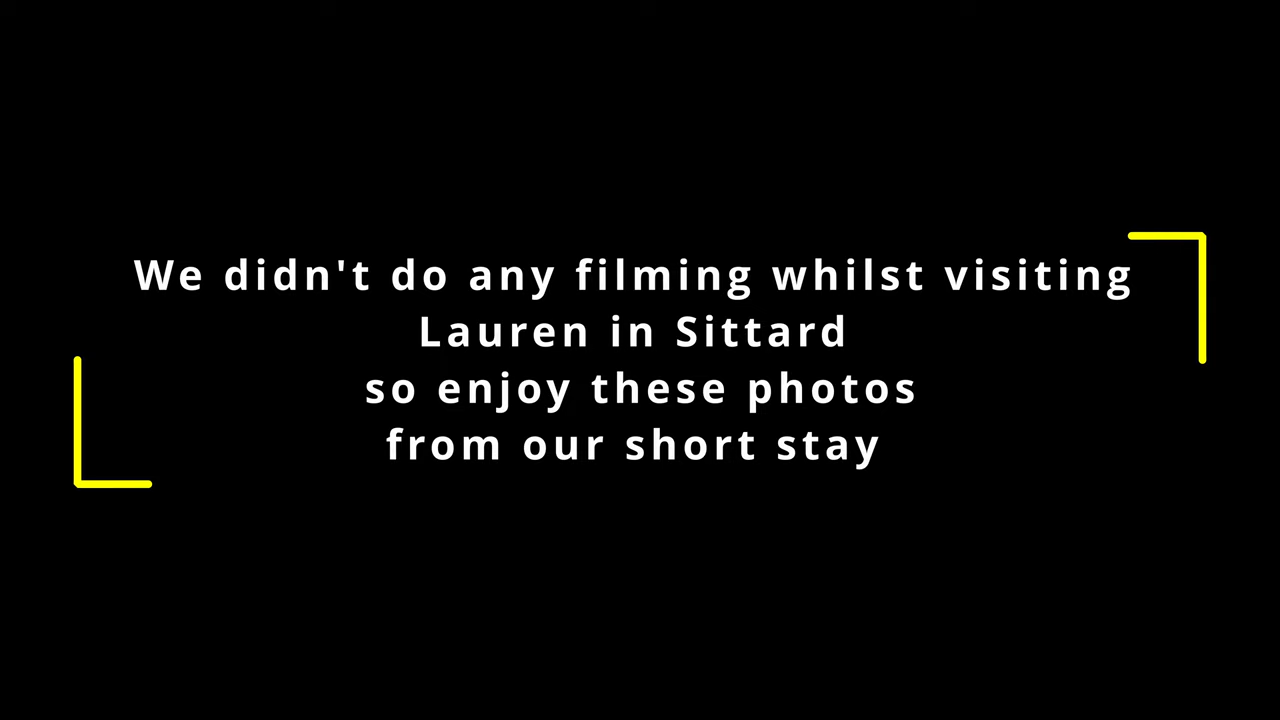 We didn't do any filming whilst visiting
Lauren in Sittard
so enjoy these photos
from our short stay